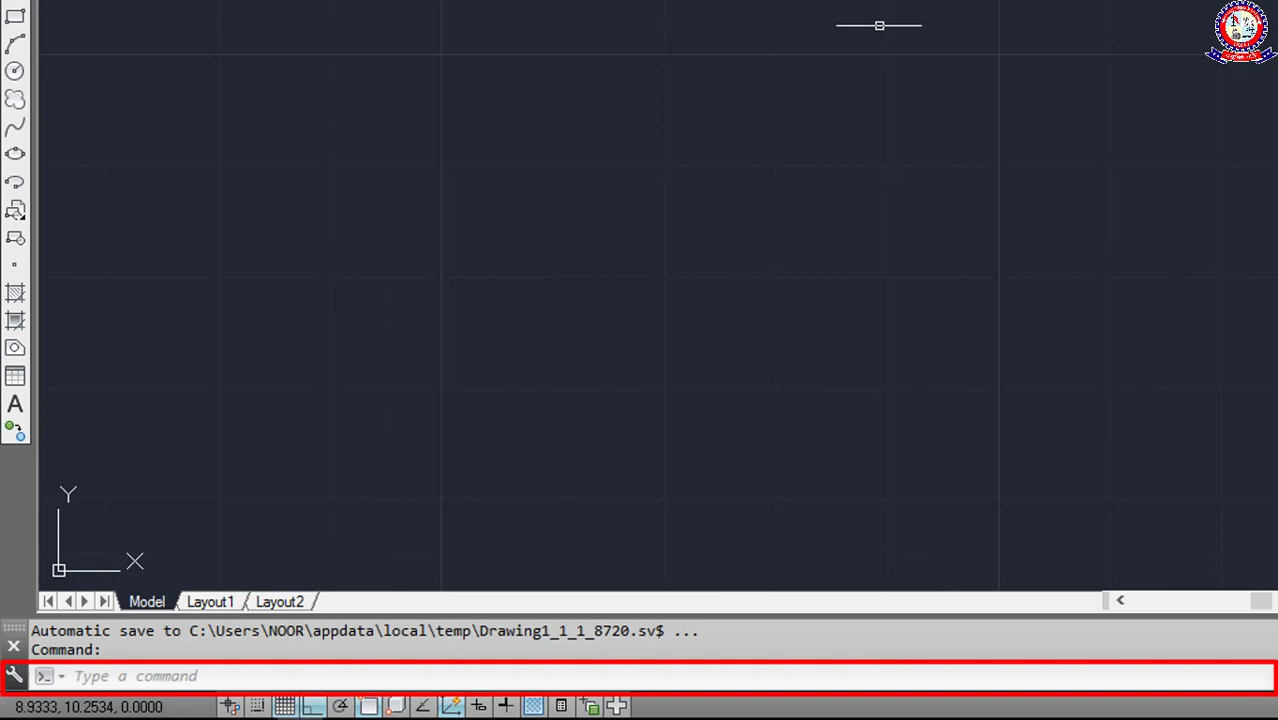 A
Y
X
Model Layout1 Layout2
Automatic save to C:\Users\NOOR\appdata\local\temp\Drawing1_1_1_8720.sv$ ...
Command:
Type a command
8.9333, 10.2534, 0.0000